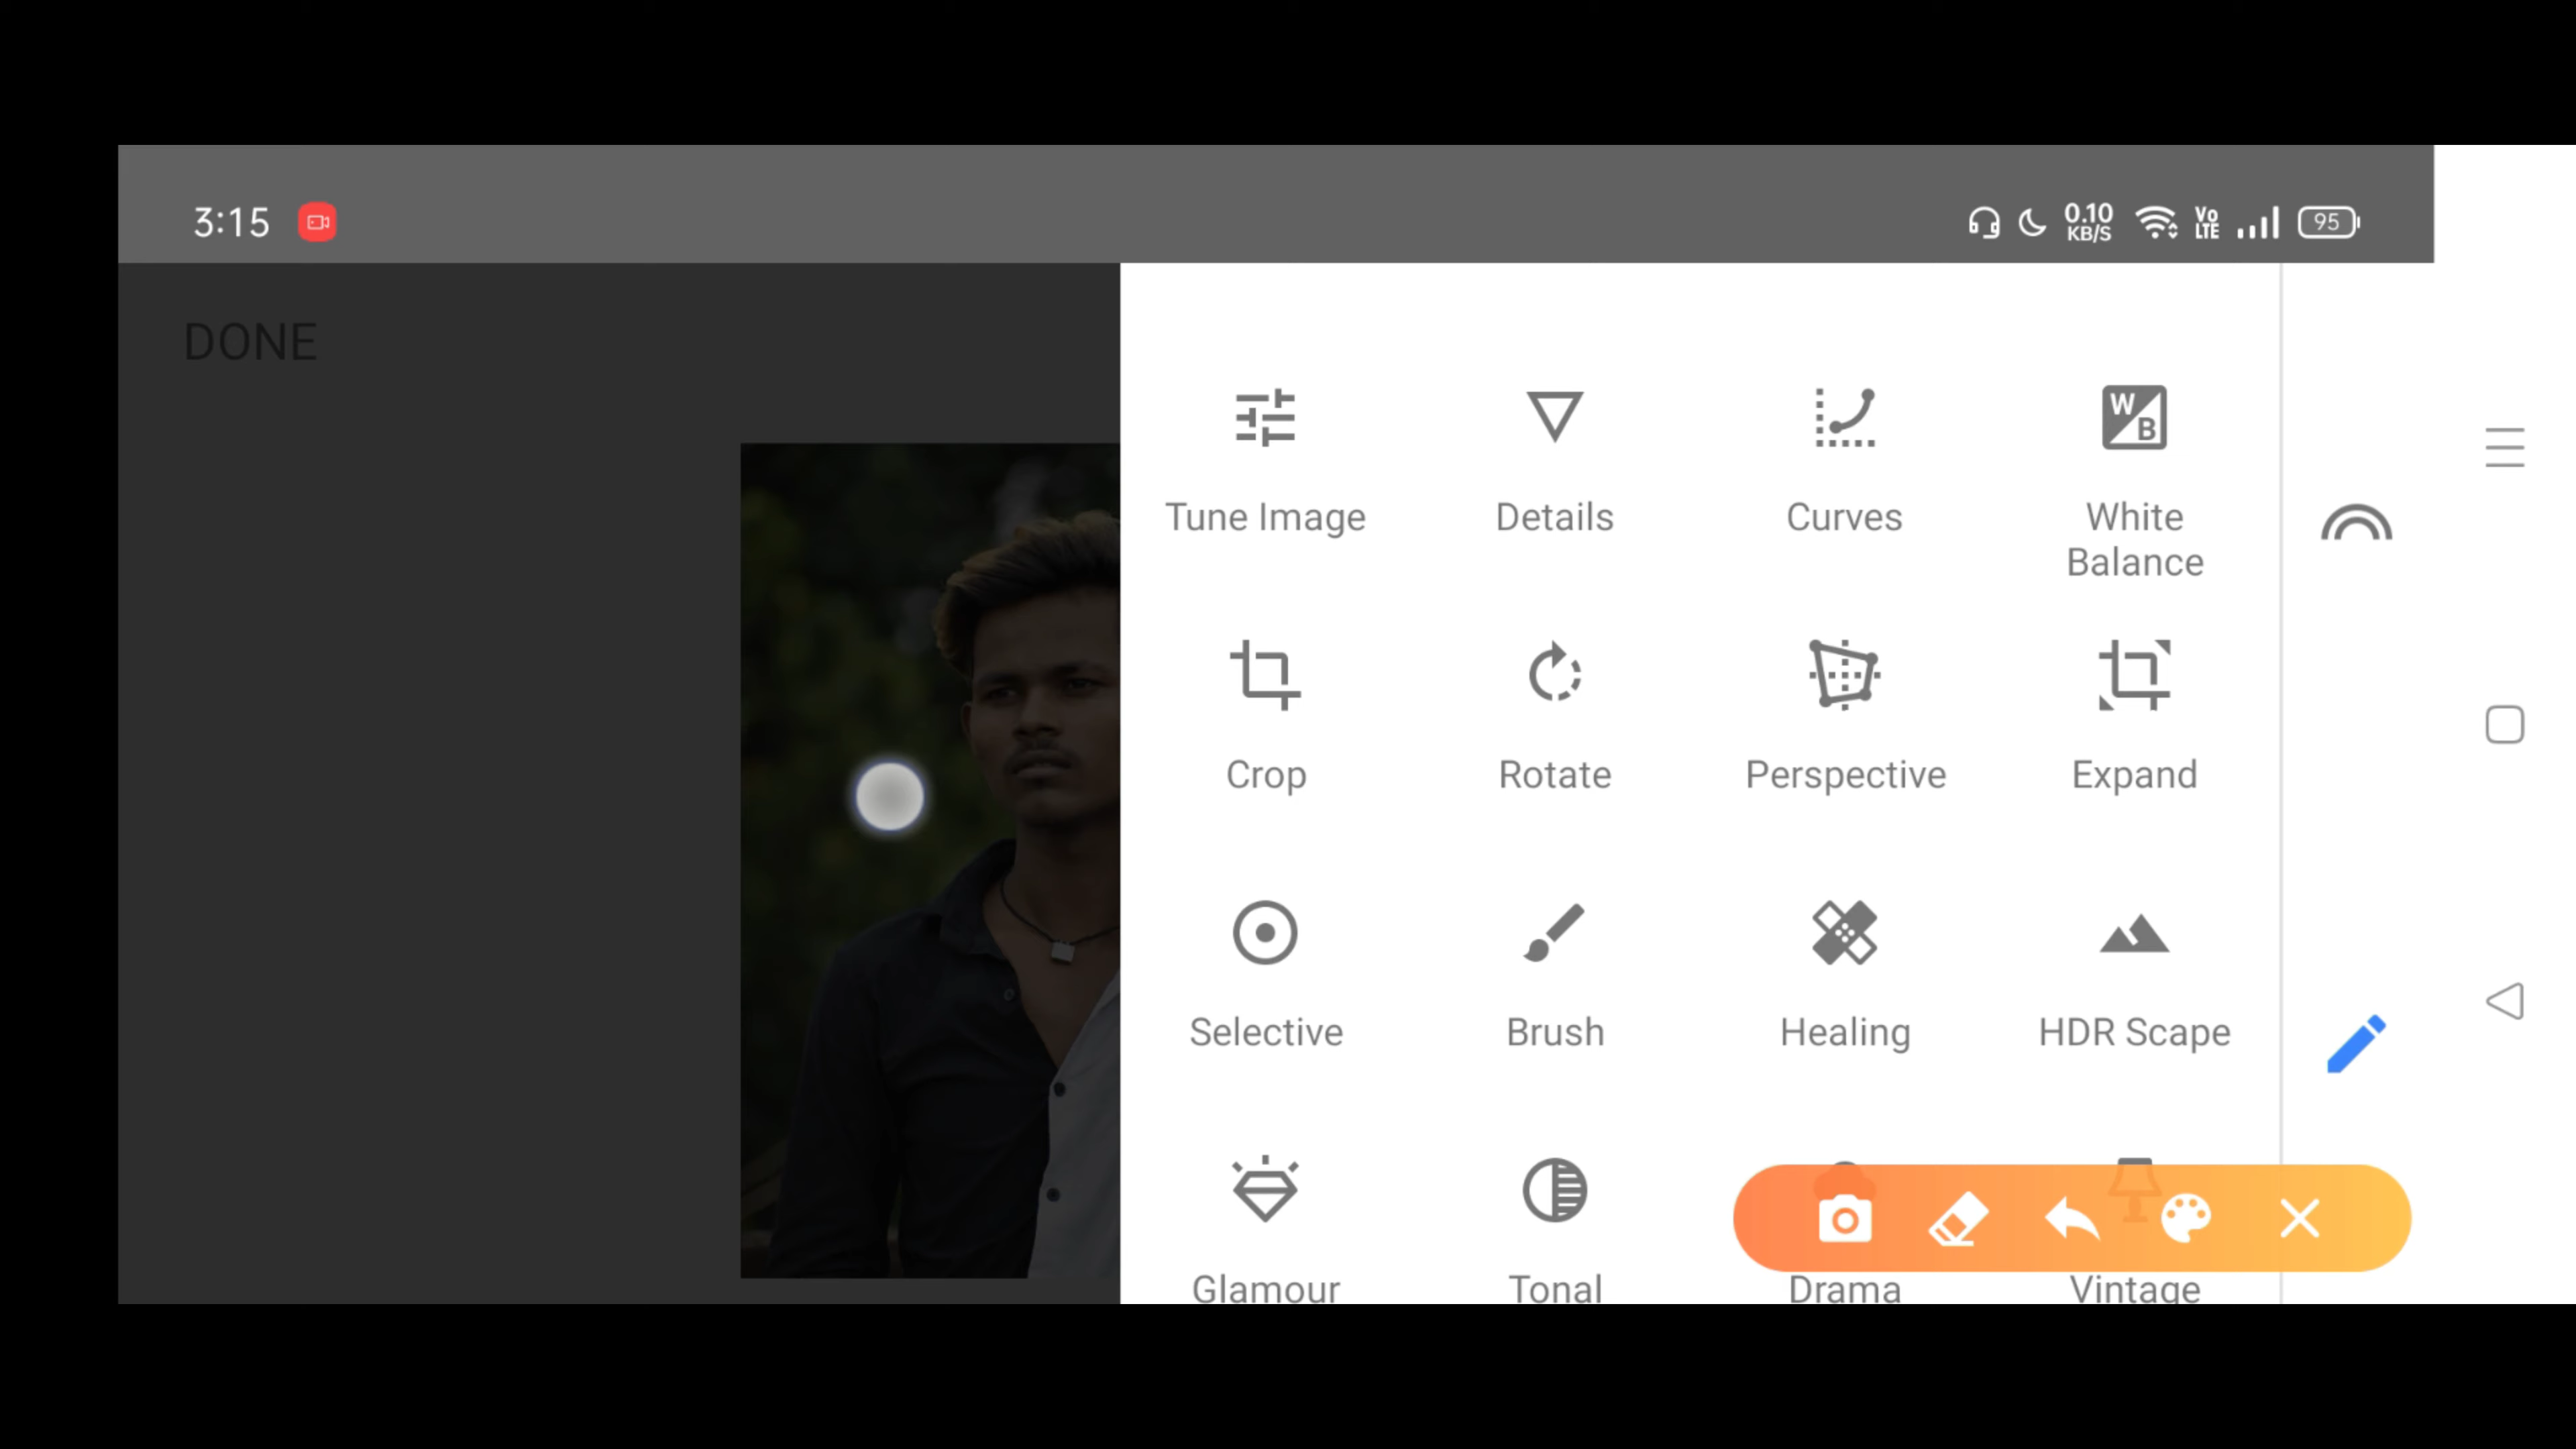 3:15
0.10
KB/S
Vo
LTE
95
DONE
W
B
Tune Image
Details
Curves
White
Balance
Crop
Rotate
Perspective
Expand
Selective
Brush
Healing
HDR Scape
Glamour
Tonal
Drama
Vintage